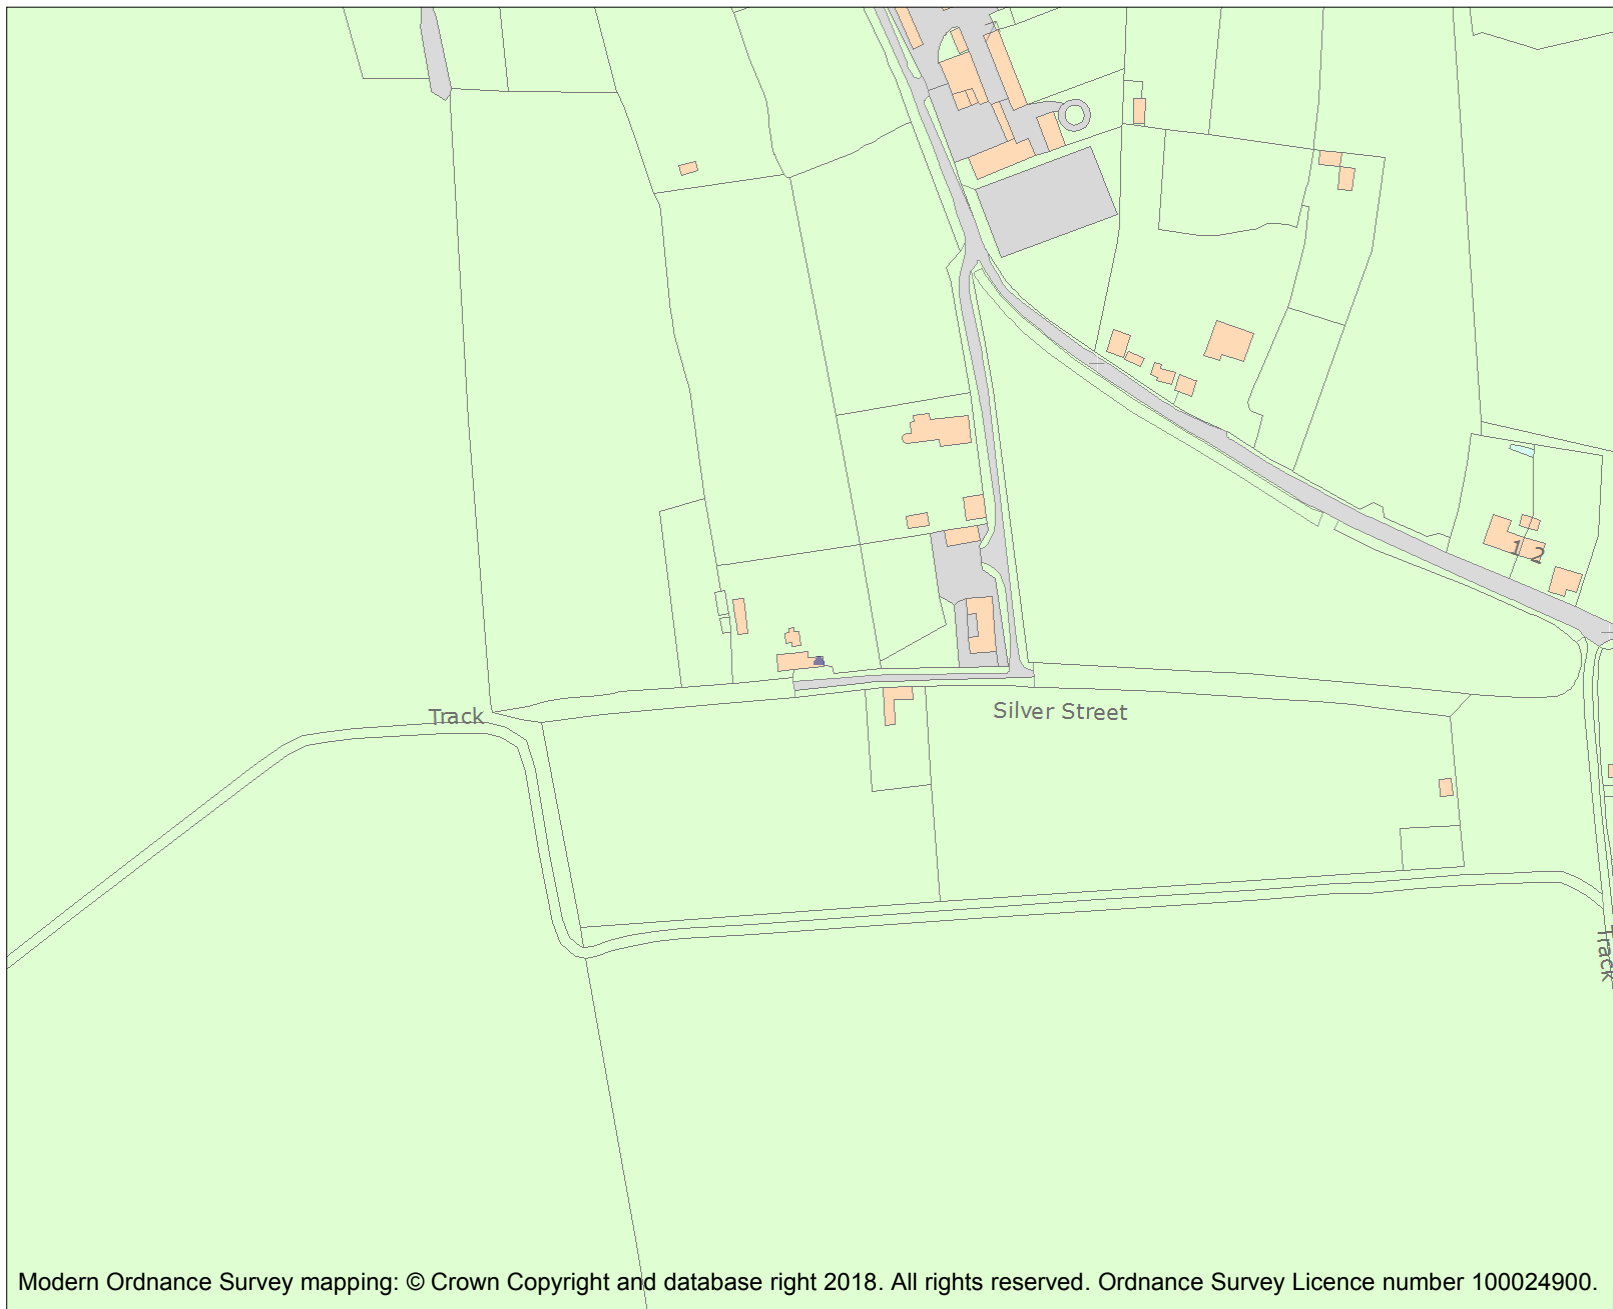 1 2
Track
Silver Street
Track
Modern Ordnance Survey mapping: © Crown Copyright and database right 2018. All rights reserved. Ordnance Survey Licence number 100024900.